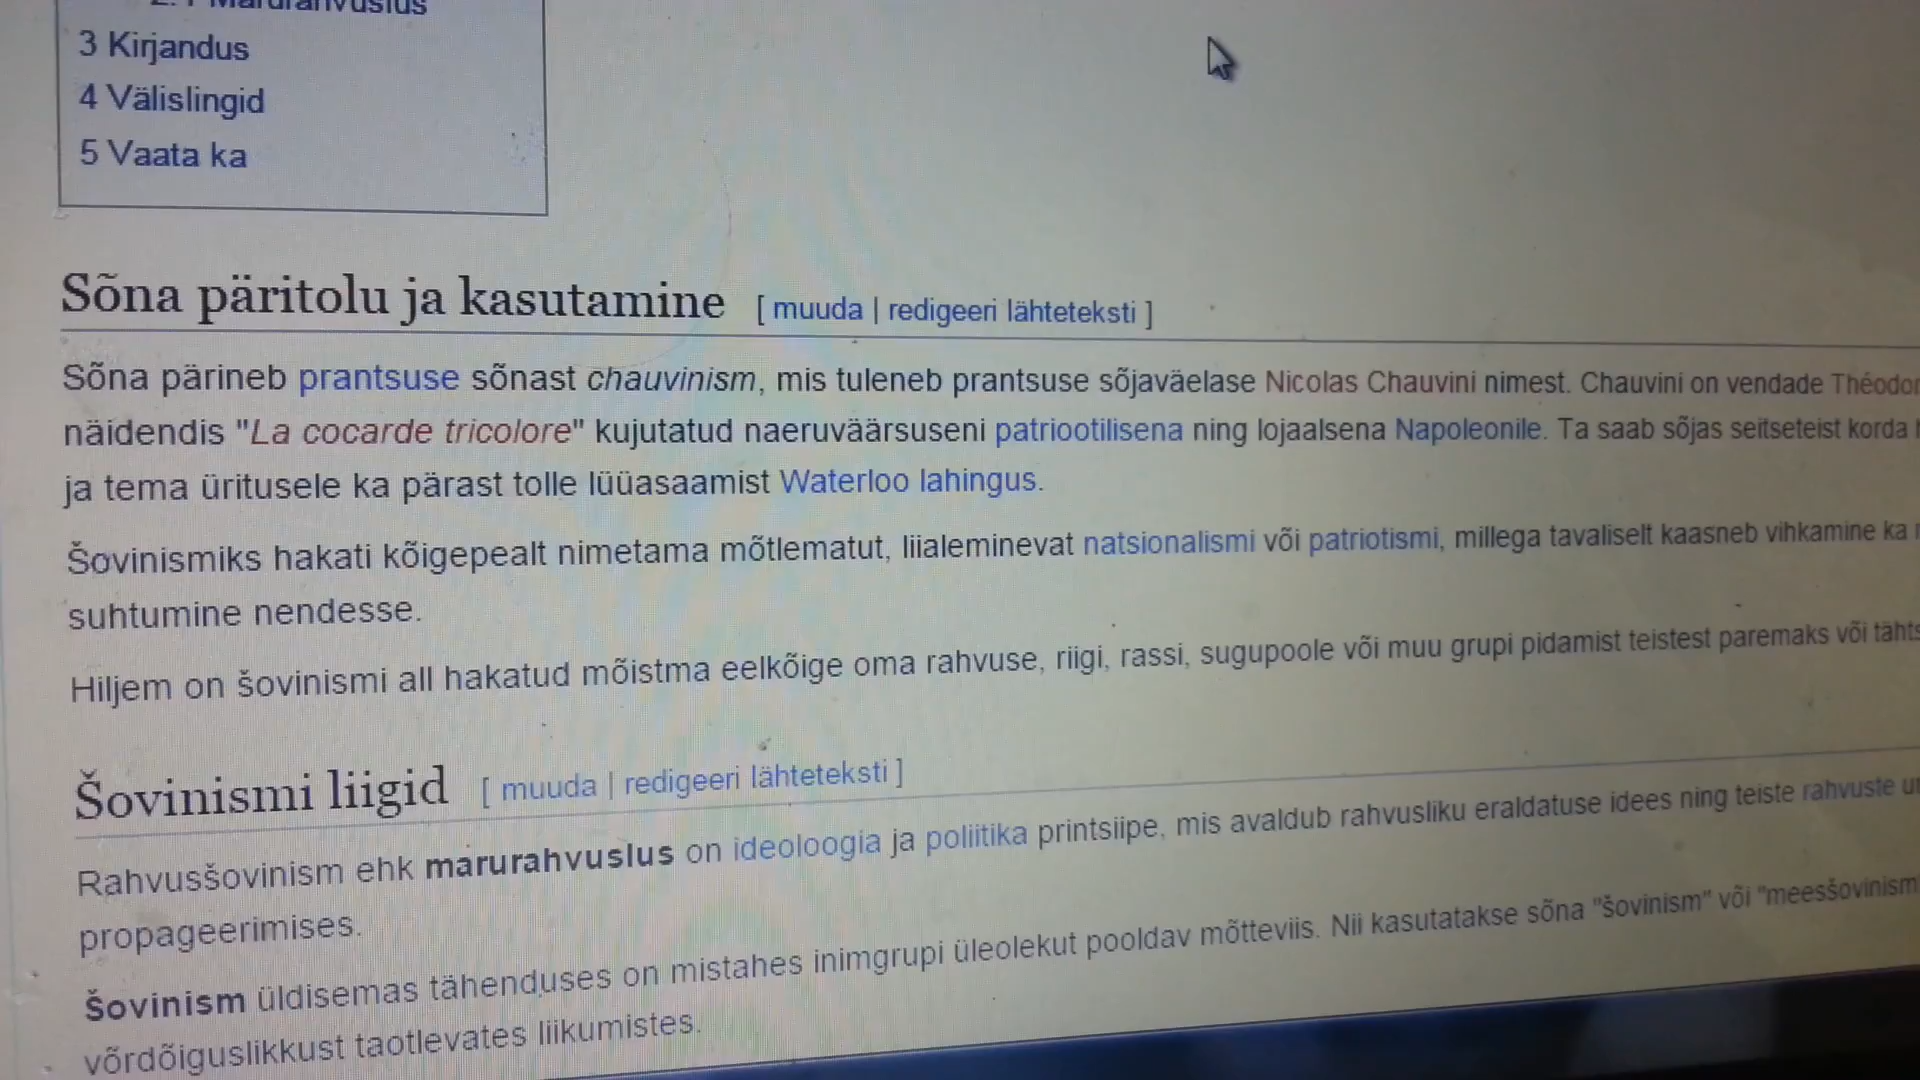 2.1 Marurahvuslus
3 Kirjandus
4 Välislingid
5 Vaata ka
Sõna päritolu ja kasutamine [ muuda | redigeeri lähteteksti ]
Sõna pärineb prantsuse sõnast chauvinism, mis tuleneb prantsuse sõjaväelase Nicolas Chauvini nimest. Chauvini on vendade
näidendis "La cocarde tricolore" kujutatud naeruväärsuseni patriootilisena ning lojaalsena Napoleonile. Ta saab sõjas seitseteist korda
ja tema üritusele ka pärast tolle lüüasaamist Waterloo lahingus.
Šovinismiks hakati kõigepealt nimetama mõtlematut, liialeminevat natsionalismi või patriotismi, millega tavaliselt kaasneb vihkamine ka
suhtumine nendesse.
Hiljem on šovinismi all hakatud mõistma eelkõige oma rahvuse, riigi, rassi, sugupoole või muu grupi pidamist teistest paremaks või
Šovinismi liigid [ muuda | redigeeri lähteteksti ]
Rahvusšovinism ehk marurahvuslus on ideoloogia ja poliitika printsiipe, mis avaldub rahvusliku eraldatuse idees ning teiste rahvuste
propageerimises.
Šovinism üldisemas tähenduses on mistahes inimgrupi üleolekut pooldav mõtteviis. Nii kasutatakse sõna "šovinism" või "meesšovinism
võrdõiguslikkust taotlevates liikumistes.